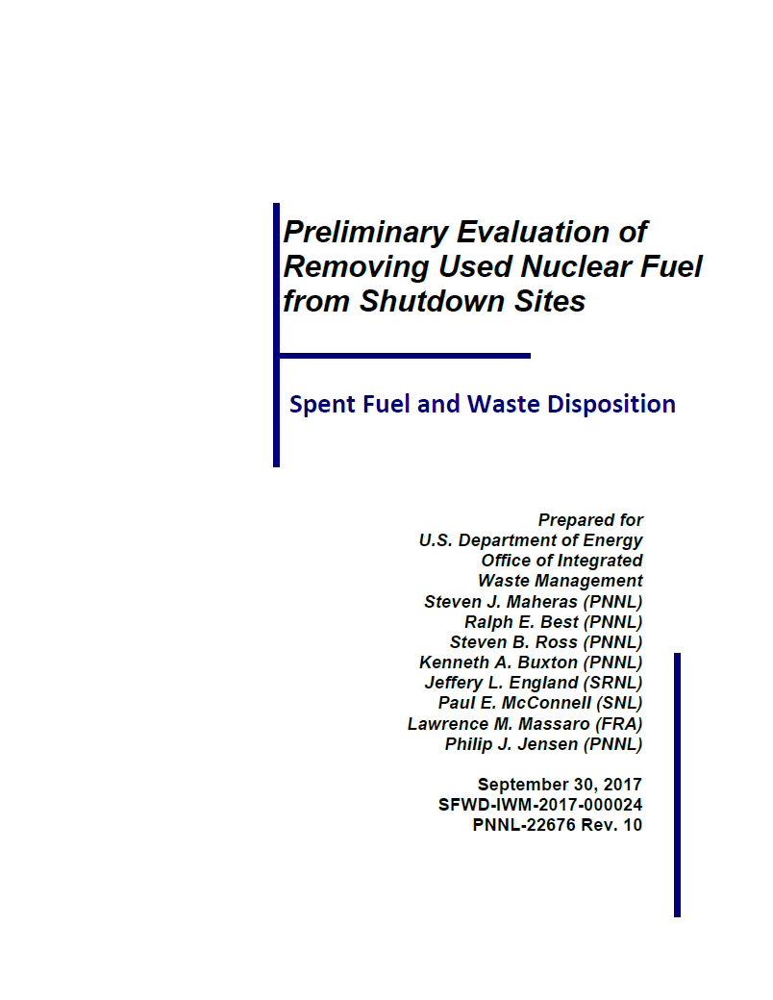 Preliminary Evaluation of
Removing Used Nuclear Fuel
from Shutdown Sites
Spent Fuel and Waste Disposition
Prepared for
U.S. Department of Energy
Office of Integrated
Waste Management
Steven J. Maheras (PNNL)
Ralph E. Best (PNNL)
Steven B. Ross (PNNL)
Kenneth A. Buxton (PNNL)
Jeffery L. England (SRNL)
Paul E. McConnell (SNL)
Lawrence M. Massaro (FRA)
Philip J. Jensen (PNNL)
September 30, 2017
SFWD-IWM-2017-000024
PNNL-22676 Rev. 10